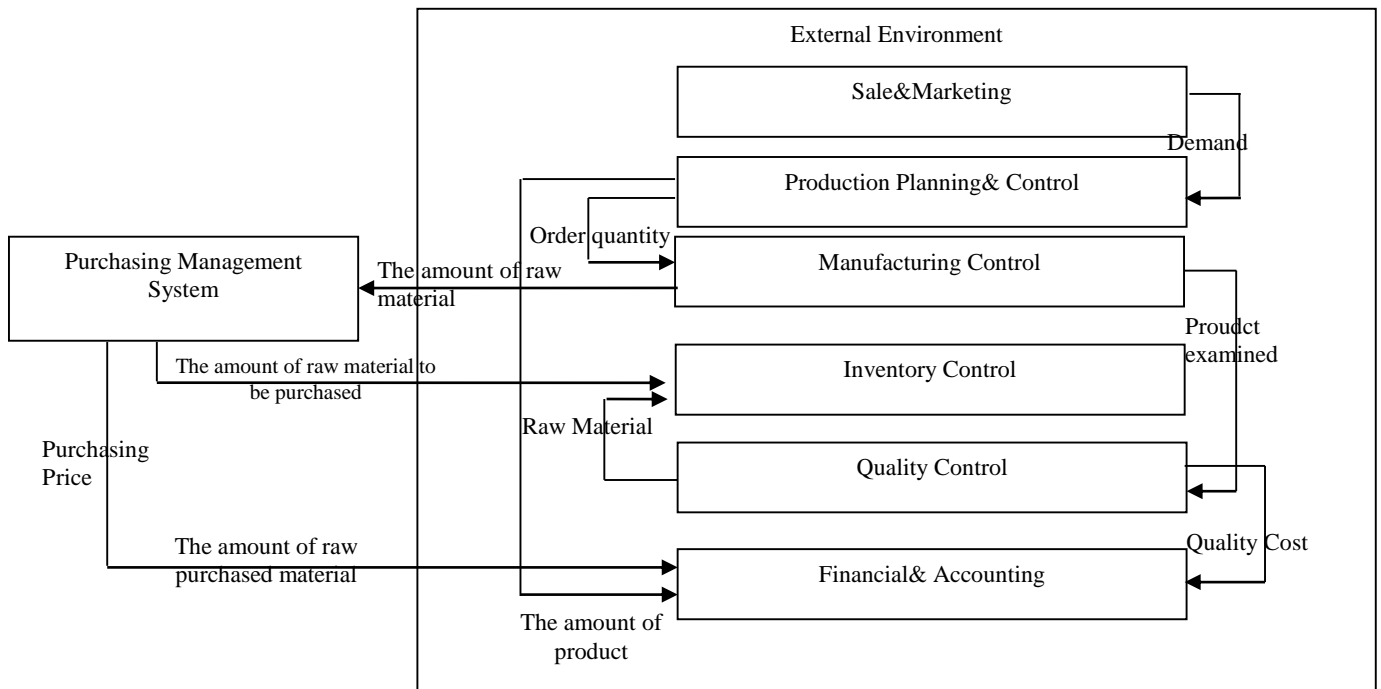 External Environment
Sale&Marketing
Demand
Production Planning& Control
Order quantity
Purchasing Management
System
The amount of raw
material
Manufacturing Control
Proudct
examined
The amount of raw material to
be purchased
Inventory Control
Raw Material
Purchasing
Price
Quality Control
The amount of raw
purchased material
Quality Cost
Financial& Accounting
The amount of
product